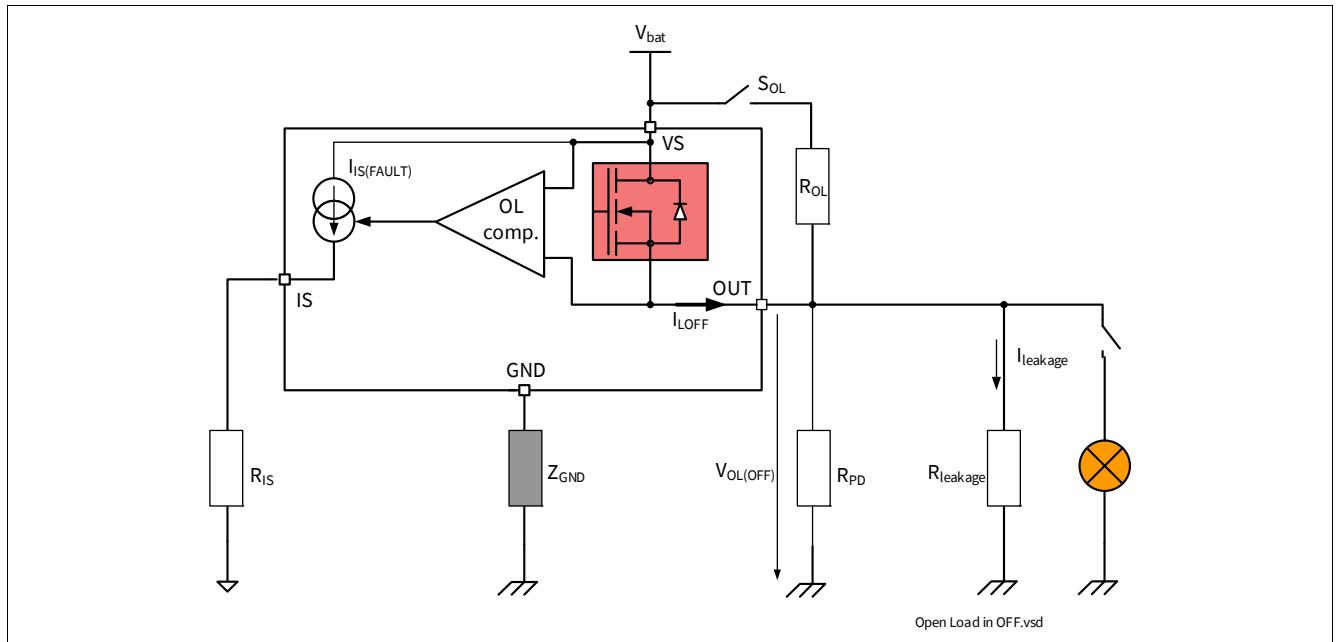 Vbat
SOL
VS
IIS(FAULT)
ROL
OL
comp.
OUT
IS
ILOFF
GND
Ileakage
RIS
ZGND
VOL(OFF)
RPD
Rleakage
Open Load in OFF.vsd